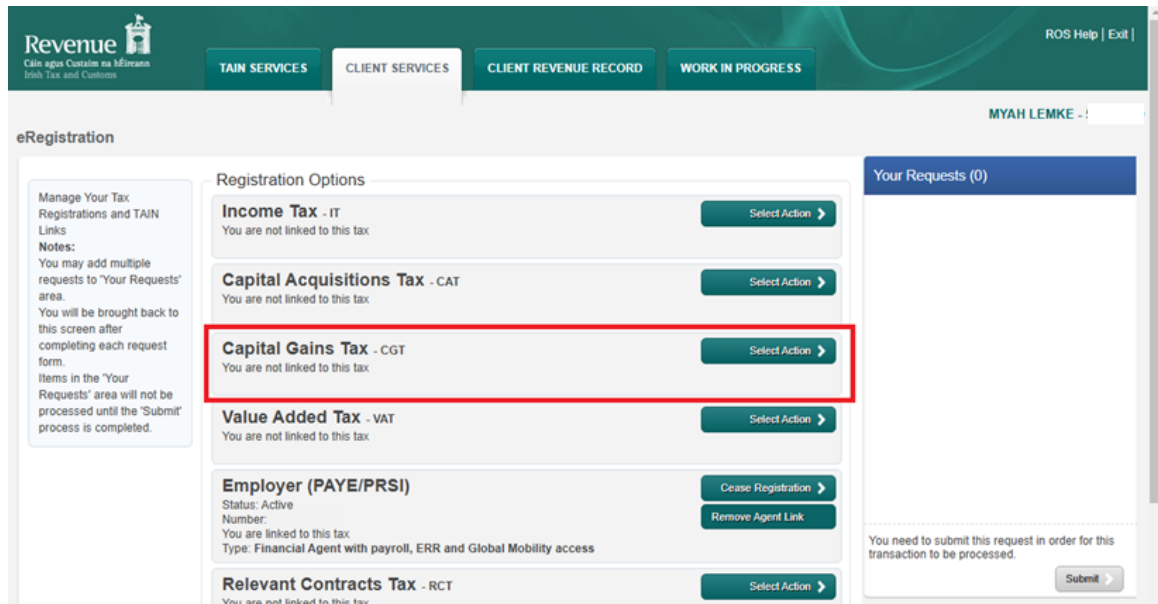 Revenue
Cáin agus Custaim na hÉireann
Irish Tax and Customs
ROS Help | Exit |
TAIN SERVICES
CLIENT SERVICES
CLIENT REVENUE RECORD
WORK IN PROGRESS
MYAH LEMKE -
eRegistration
Manage Your Tax
Registrations and TAIN
Links
Notes:
You may add multiple
requests to 'Your Requests'
area.
You will be brought back to
this screen after
completing each request
form.
Items in the 'Your
Requests' area will not be
processed until the 'Submit'
process is completed.
Registration Options
Income Tax - IT
Select Action
You are not linked to this tax
Capital Acquisitions Tax - CAT
Select Action
You are not linked to this tax
Capital Gains Tax - CGT
Select Action
You are not linked to this tax
Value Added Tax - VAT
Select Action
You are not linked to this tax
Employer (PAYE/PRSI)
Cease Registration
Status: Active
Number:
Remove Agent Link
You are linked to this tax
Type: Financial Agent with payroll, ERR and Global Mobility access
Relevant Contracts Tax - RCT
Select Action
You are not linked to this tax
Your Requests (0)
You need to submit this request in order for this
transaction to be processed.
Submit